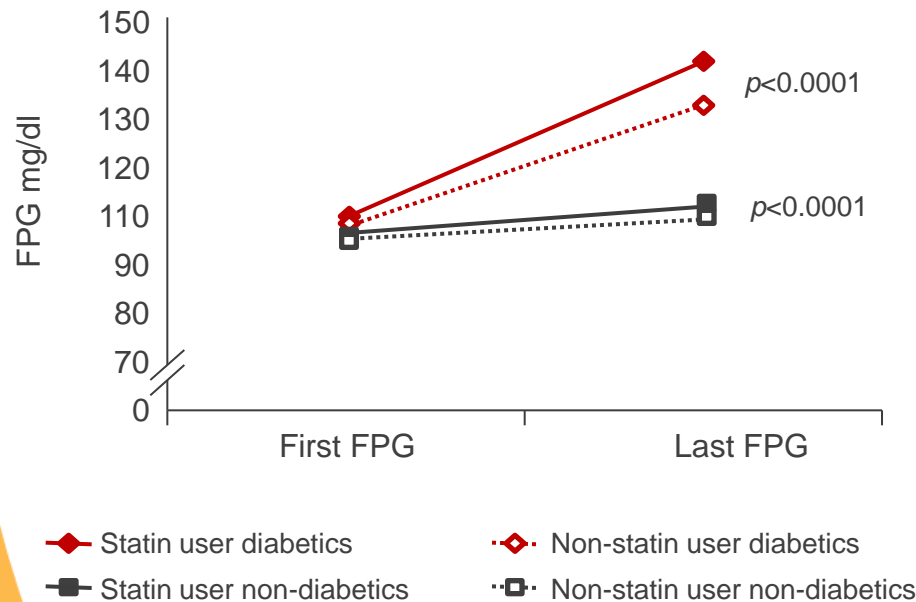 150
140
130
120
110
100
90
80
70
0
FPG mg/dl
p<0.0001
p<0.0001
First FPG Last FPG
Statin user diabetics Non-statin user diabetics
Statin user non-diabetics Non-statin user non-diabetics